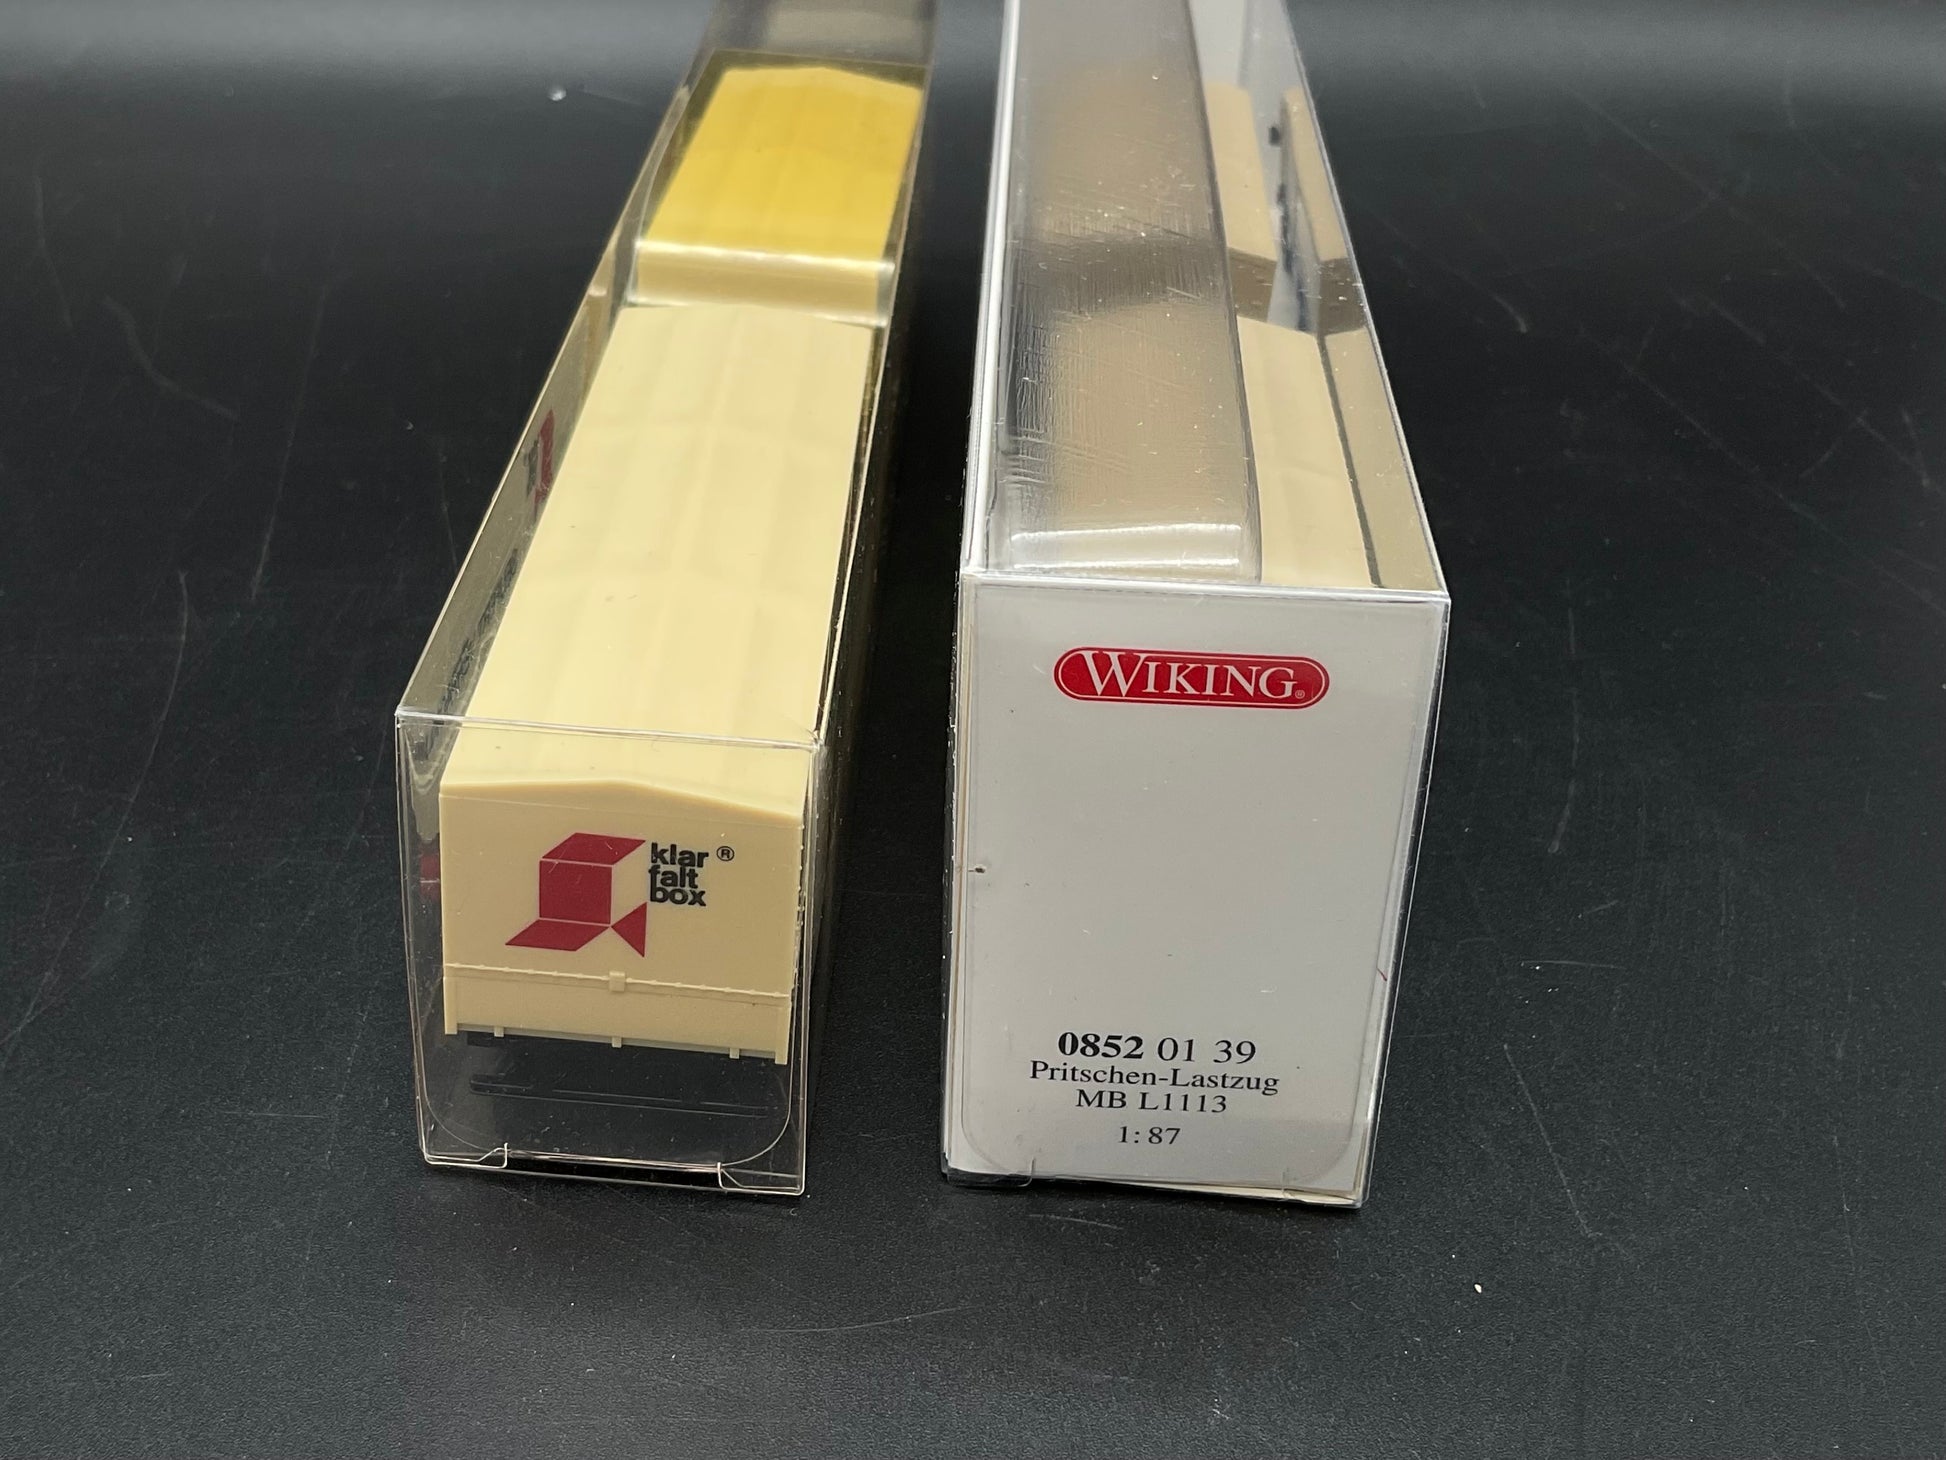 klar ®
falt
box
WIKING®
0852 01 39
Pritschen-Lastzug
MB L1113
1:87